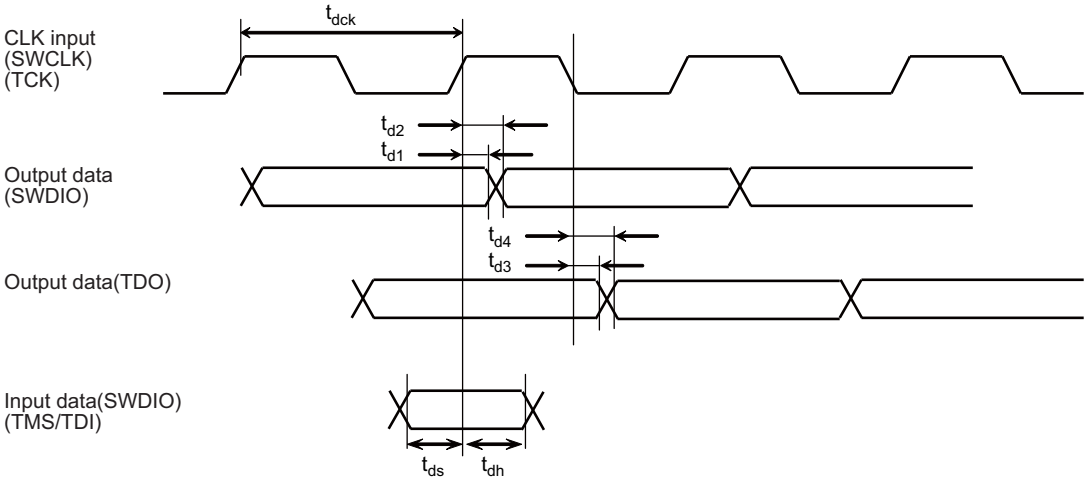 tdck
CLK input
(SWCLK)
(TCK)
td2
td1
Output data
(SWDIO)
td4
td3
Output data(TDO)
Input data(SWDIO)
(TMS/TDI)
tds
tdh